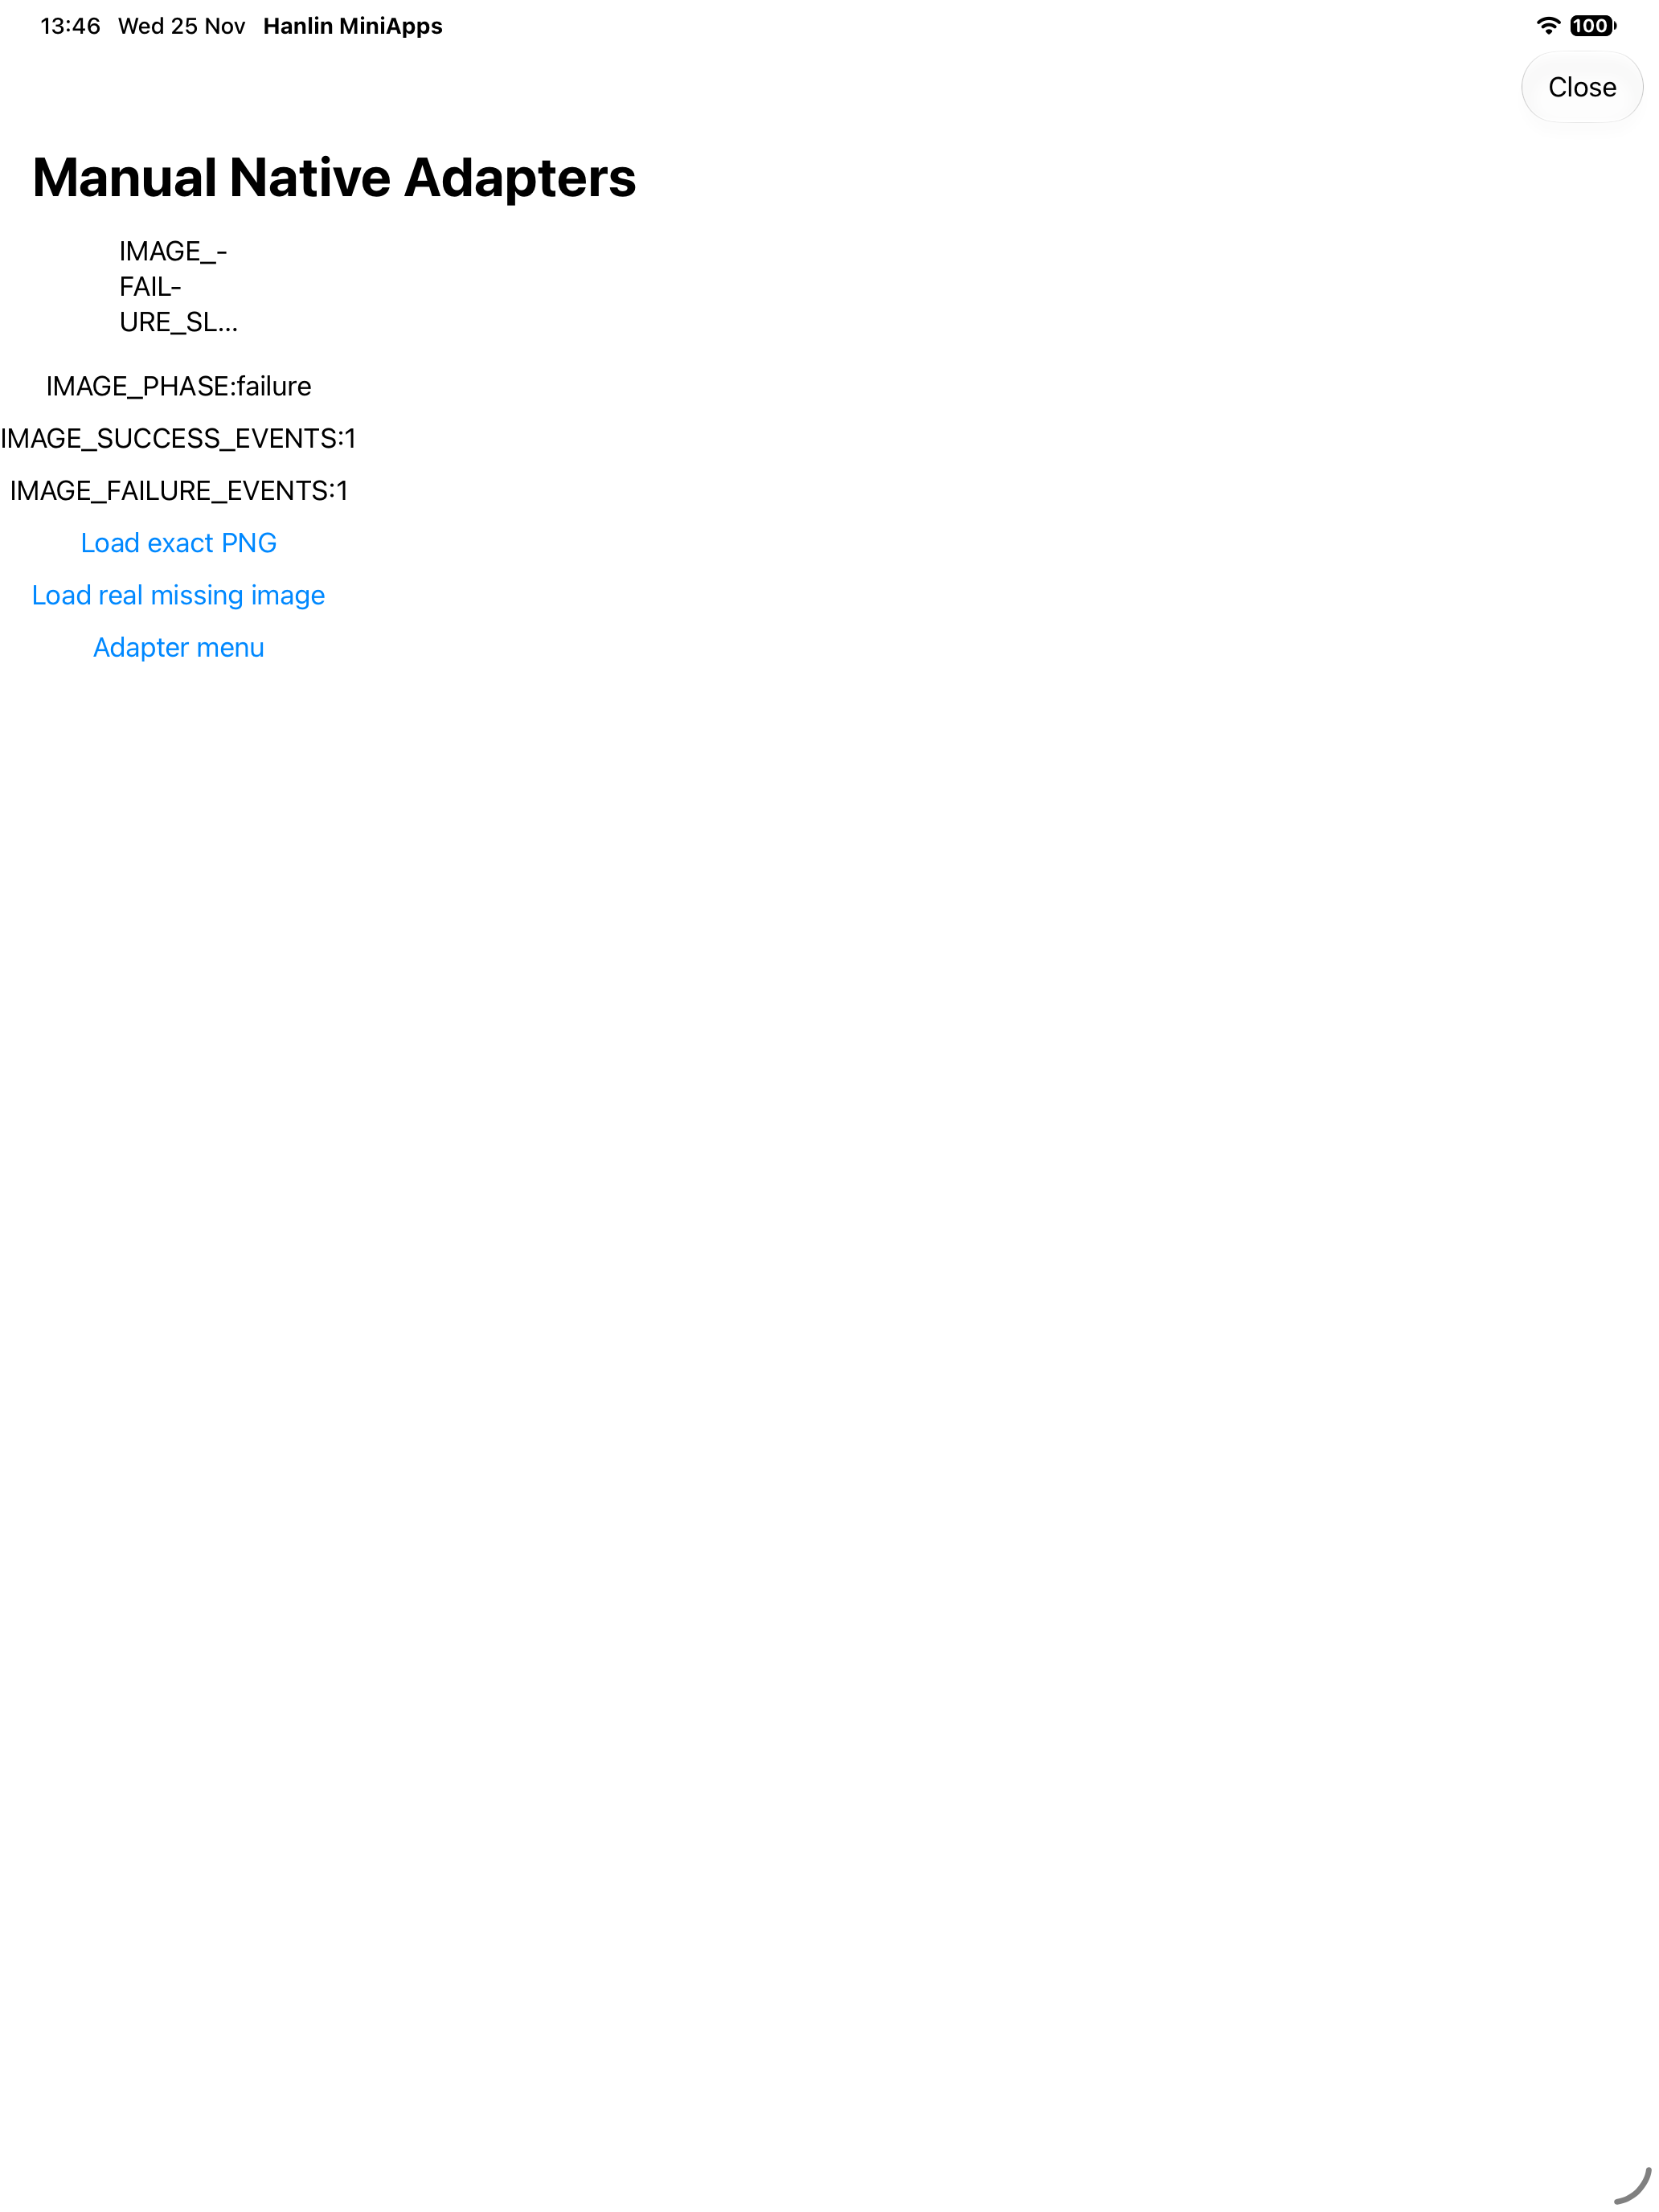 13:46 Wed 25 Nov Hanlin MiniApps 100
Close
Manual Native Adapters
IMAGE_-
FAIL-
URE_SL...
IMAGE_PHASE:failure
IMAGE_SUCCESS_EVENTS:1
IMAGE_FAILURE_EVENTS:1
Load exact PNG
Load real missing image
Adapter menu